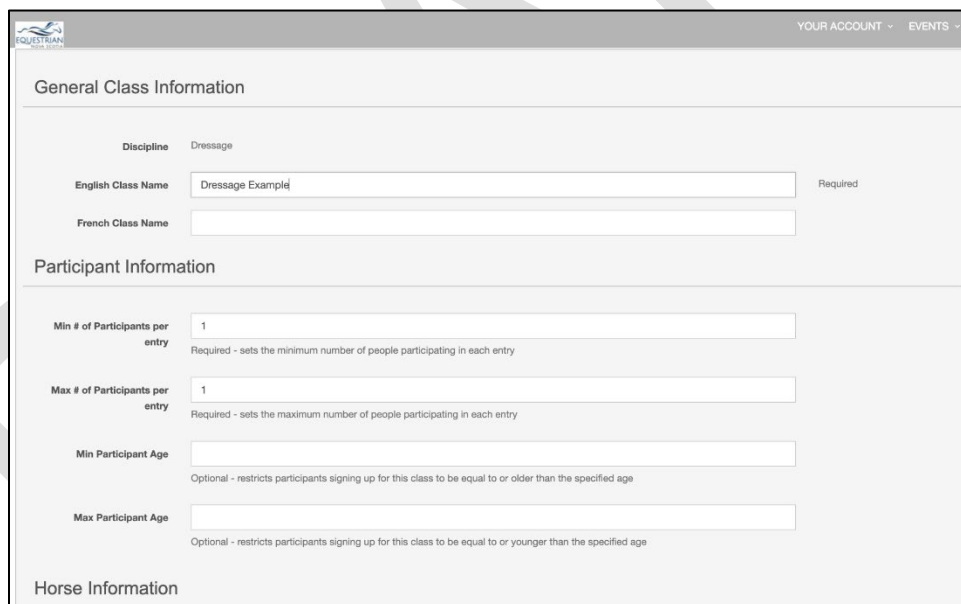 EQUESTRIAN
NOVA SCOTIA
YOUR ACCOUNT EVENTS
General Class Information
Discipline Dressage
English Class Name Dressage Example Required
French Class Name
Participant Information
Min # of Participants per 1
entry
Required - sets the minimum number of people participating in each entry
Max # of Participants per 1
entry
Required - sets the maximum number of people participating in each entry
Min Participant Age
Optional - restricts participants signing up for this class to be equal to or older than the specified age
Max Participant Age
Optional - restricts participants signing up for this class to be equal to or younger than the specified age
Horse Information